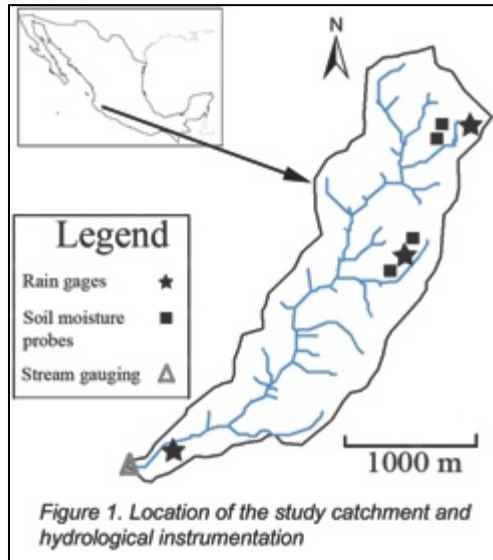 N
Legend
Rain gages
Soil moisture
probes
Stream gauging
1000 m
Figure 1. Location of the study catchment and
hydrological instrumentation